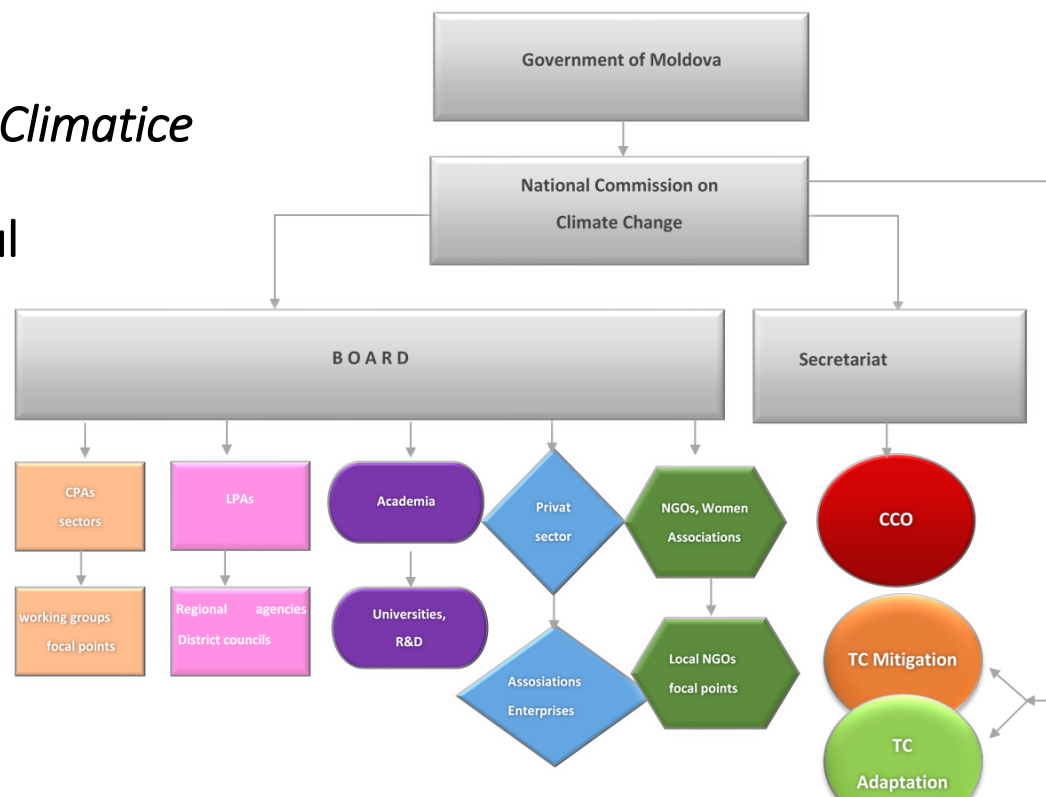 Climatice
ul
Government of Moldova
National Commission on
Climate Change
B O A R D
Secretariat
CPAs
sectors
LPAs
Academia
Privat
sector
NGOs, Women
Associations
CCO
working groups
focal points
Regional agencies
District councils
Universities,
R&D
Assosiations
Enterprises
Local NGOs
focal points
TC Mitigation
TC
Adaptation